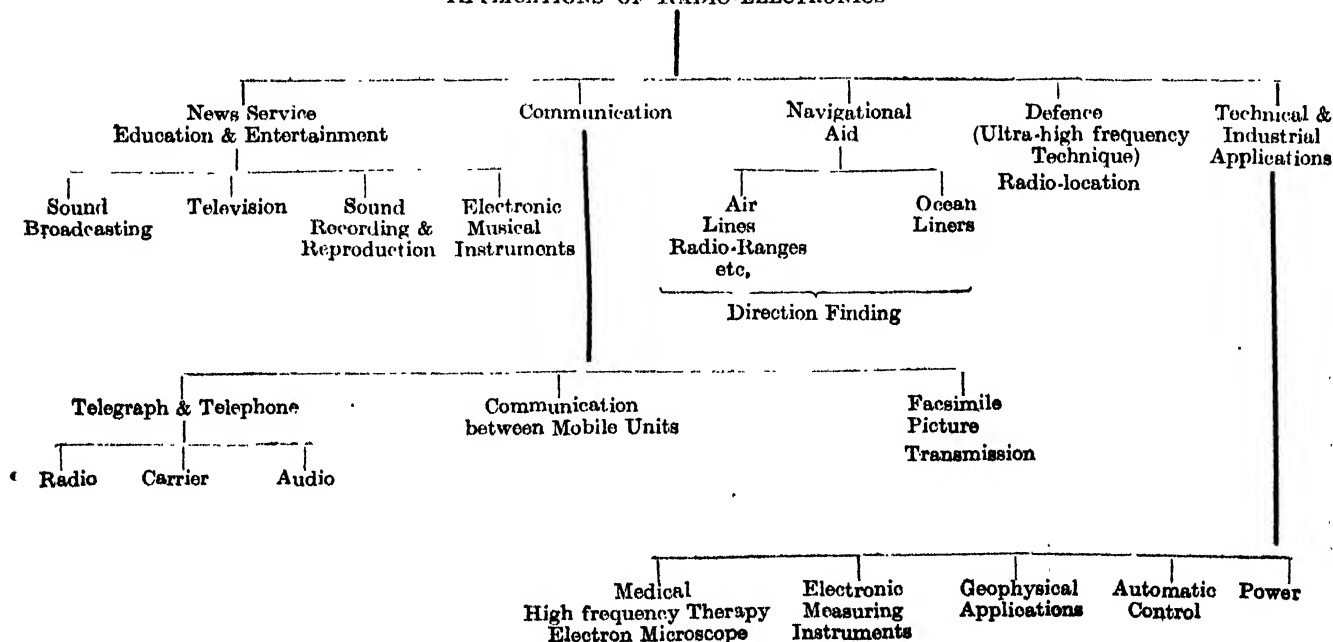 APPLICATIONS OF RADIO-ELECTRONICS
News Service
Education & Entertainment
Communication
Navigational
Aid
Defence
(Ultra-high frequency
Technique)
Radio-location
Technical &
Industrial
Applications
Sound
Broadcasting
Television
Sound
Recording &
Reproduction
Electronic
Musical
Instruments
Air
Lines
Radio-Ranges
etc,
Ocean
Liners
Direction Finding
Telegraph & Telephone
Communication
between Mobile Units
Facsimile
Picture
Transmission
Radio
Carrier
Audio
Medical
High frequency Therapy
Electron Microscope
Electronic
Measuring
Instruments
Geophysical
Applications
Automatic
Control
Power